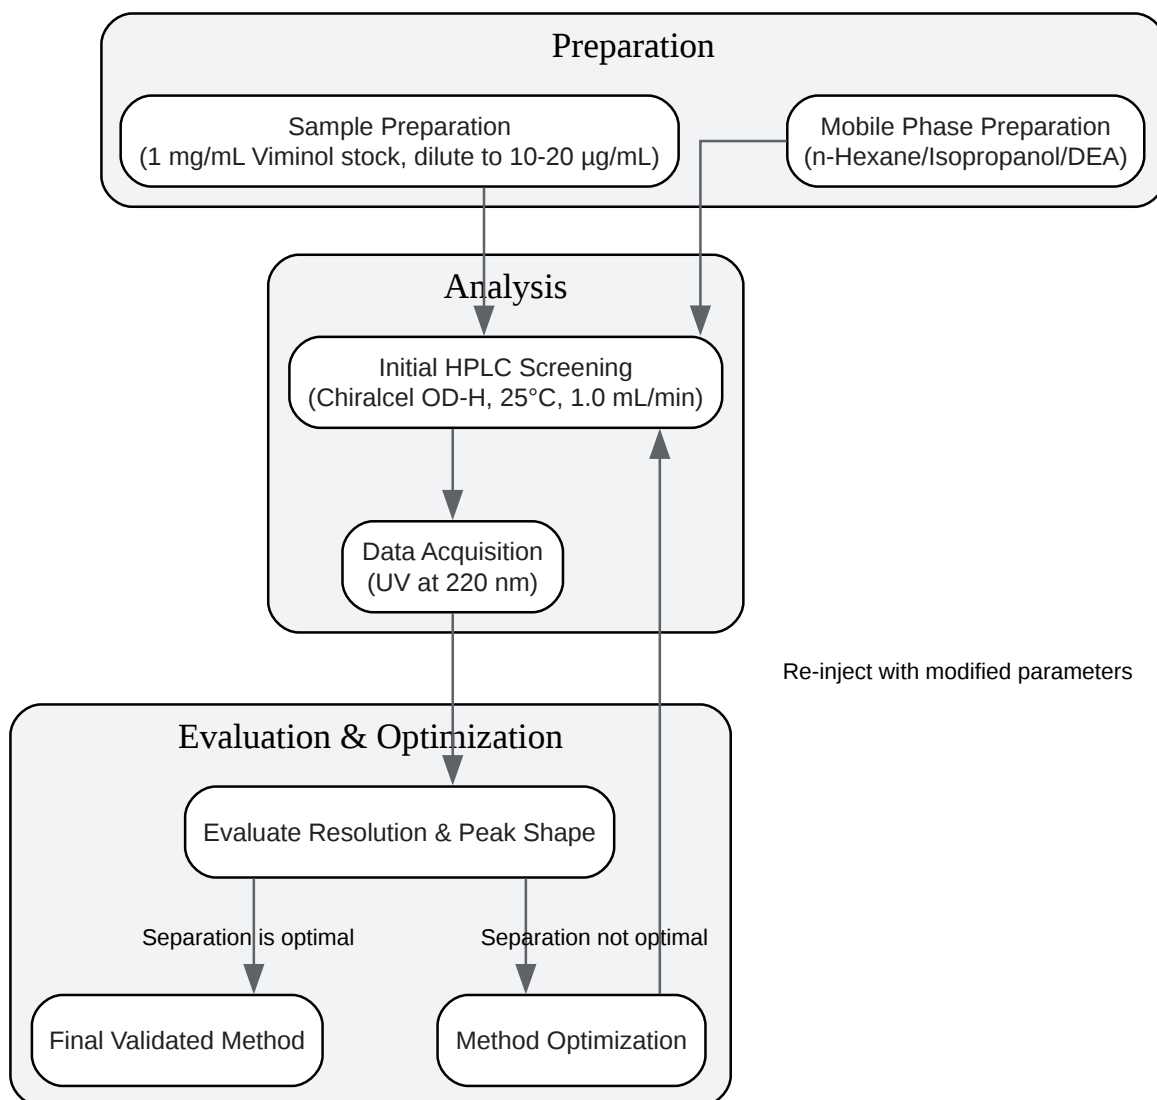 Preparation
Sample Preparation
(1 mg/mL Viminol stock, dilute to 10-20 µg/mL)
Mobile Phase Preparation
(n-Hexane/Isopropanol/DEA)
Analysis
Initial HPLC Screening
(Chiralcel OD-H, 25°C, 1.0 mL/min)
Data Acquisition
(UV at 220 nm)
Re-inject with modified parameters
Evaluation & Optimization
Evaluate Resolution & Peak Shape
Separation is optimal
Separation not optimal
Final Validated Method
Method Optimization